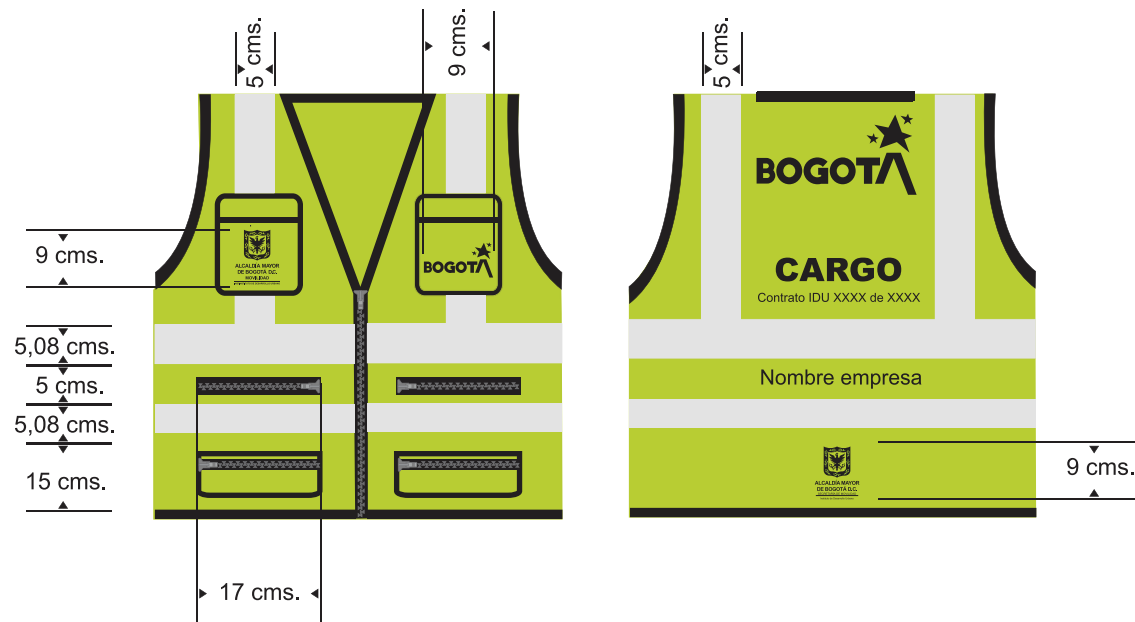 5 cms.
9 cms.
9 cms.
ALCALDÍA MAYOR
DE BOGOTÁ D.C.
MOVILIDAD
BOGOTÁ
5,08 cms.
5 cms.
5,08 cms.
15 cms.
17 cms.
5 cms.
BOGOTÁ
CARGO
Contrato IDU XXXX de XXXX
Nombre empresa
ALCALDÍA MAYOR
DE BOGOTÁ D.C.
9 cms.